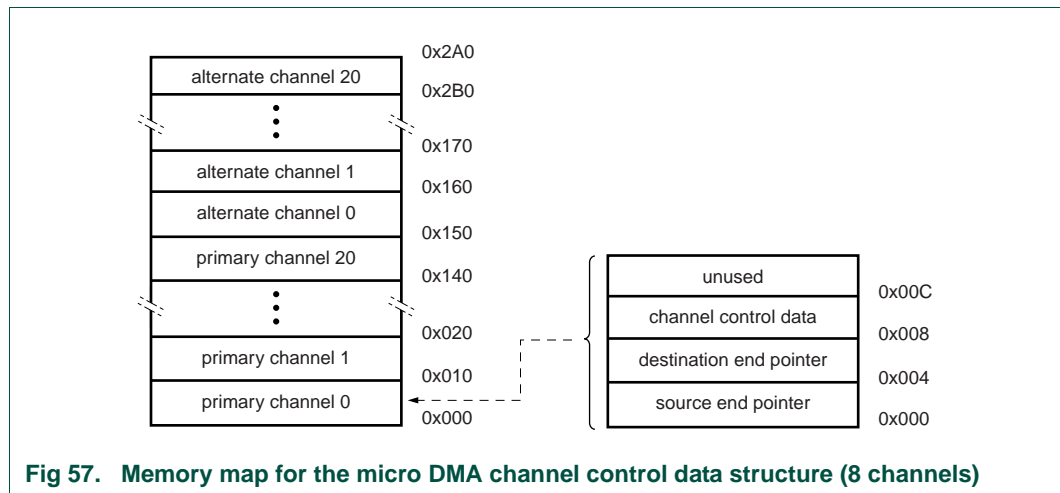 0x2A0
alternate channel 20
0x2B0
0x170
alternate channel 1
0x160
alternate channel 0
0x150
primary channel 20
0x140
0x020
primary channel 1
0x010
primary channel 0
0x000
unused
0x00C
channel control data
0x008
destination end pointer
0x004
source end pointer
0x000
Fig 57. Memory map for the micro DMA channel control data structure (8 channels)